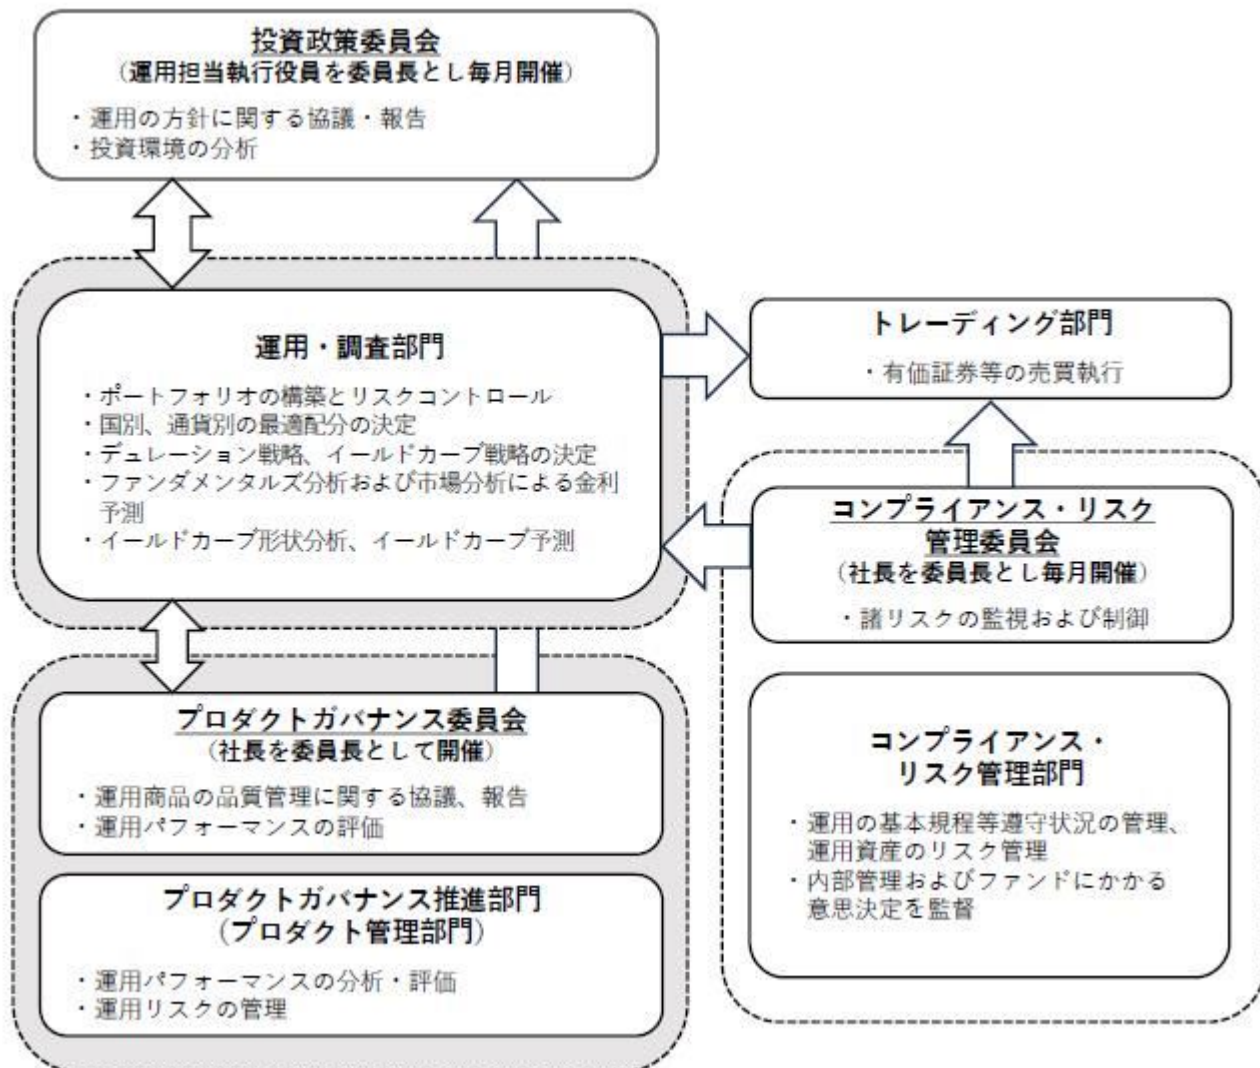 投資政策委員会
（運用担当執行役員を委員長とし毎月開催）
・運用の方針に関する協議・報告
・投資環境の分析
運用・調査部門
・ポートフォリオの構築とリスクコントロール
・国別、通貨別の最適配分の決定
・デュレーション戦略、イールドカーブ戦略の決定
・ファンダメンタルズ分析および市場分析による金利
予測
・イールドカーブ形状分析、イールドカーブ予測
トレーディング部門
・有価証券等の売買執行
コンプライアンス・リスク
管理委員会
（社長を委員長とし毎月開催）
・諸リスクの監視および制御
プロダクトガバナンス委員会
（社長を委員長として開催）
・運用商品の品質管理に関する協議、報告
・運用パフォーマンスの評価
プロダクトガバナンス推進部門
（プロダクト管理部門）
・運用パフォーマンスの分析・評価
・運用リスクの管理
コンプライアンス・
リスク管理部門
・運用の基本規程等遵守状況の管理、
運用資産のリスク管理
・内部管理およびファンドにかかる
意思決定を監督